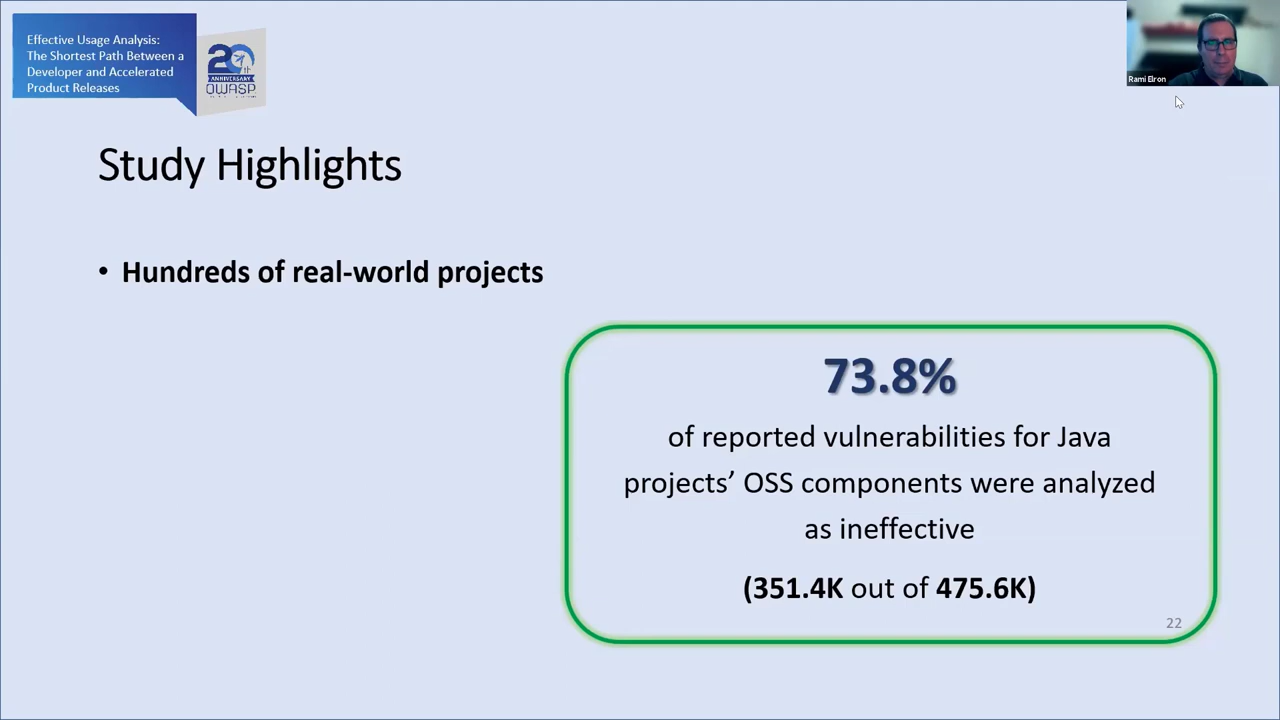 Effective Usage Analysis:
The Shortest Path Between a
Developer and Accelerated
Product Releases
20th
ANNIVERSARY
OWASP
Rami Elron
Study Highlights
• Hundreds of real-world projects
73.8%
of reported vulnerabilities for Java
projects’ OSS components were analyzed
as ineffective
(351.4K out of 475.6K)
22